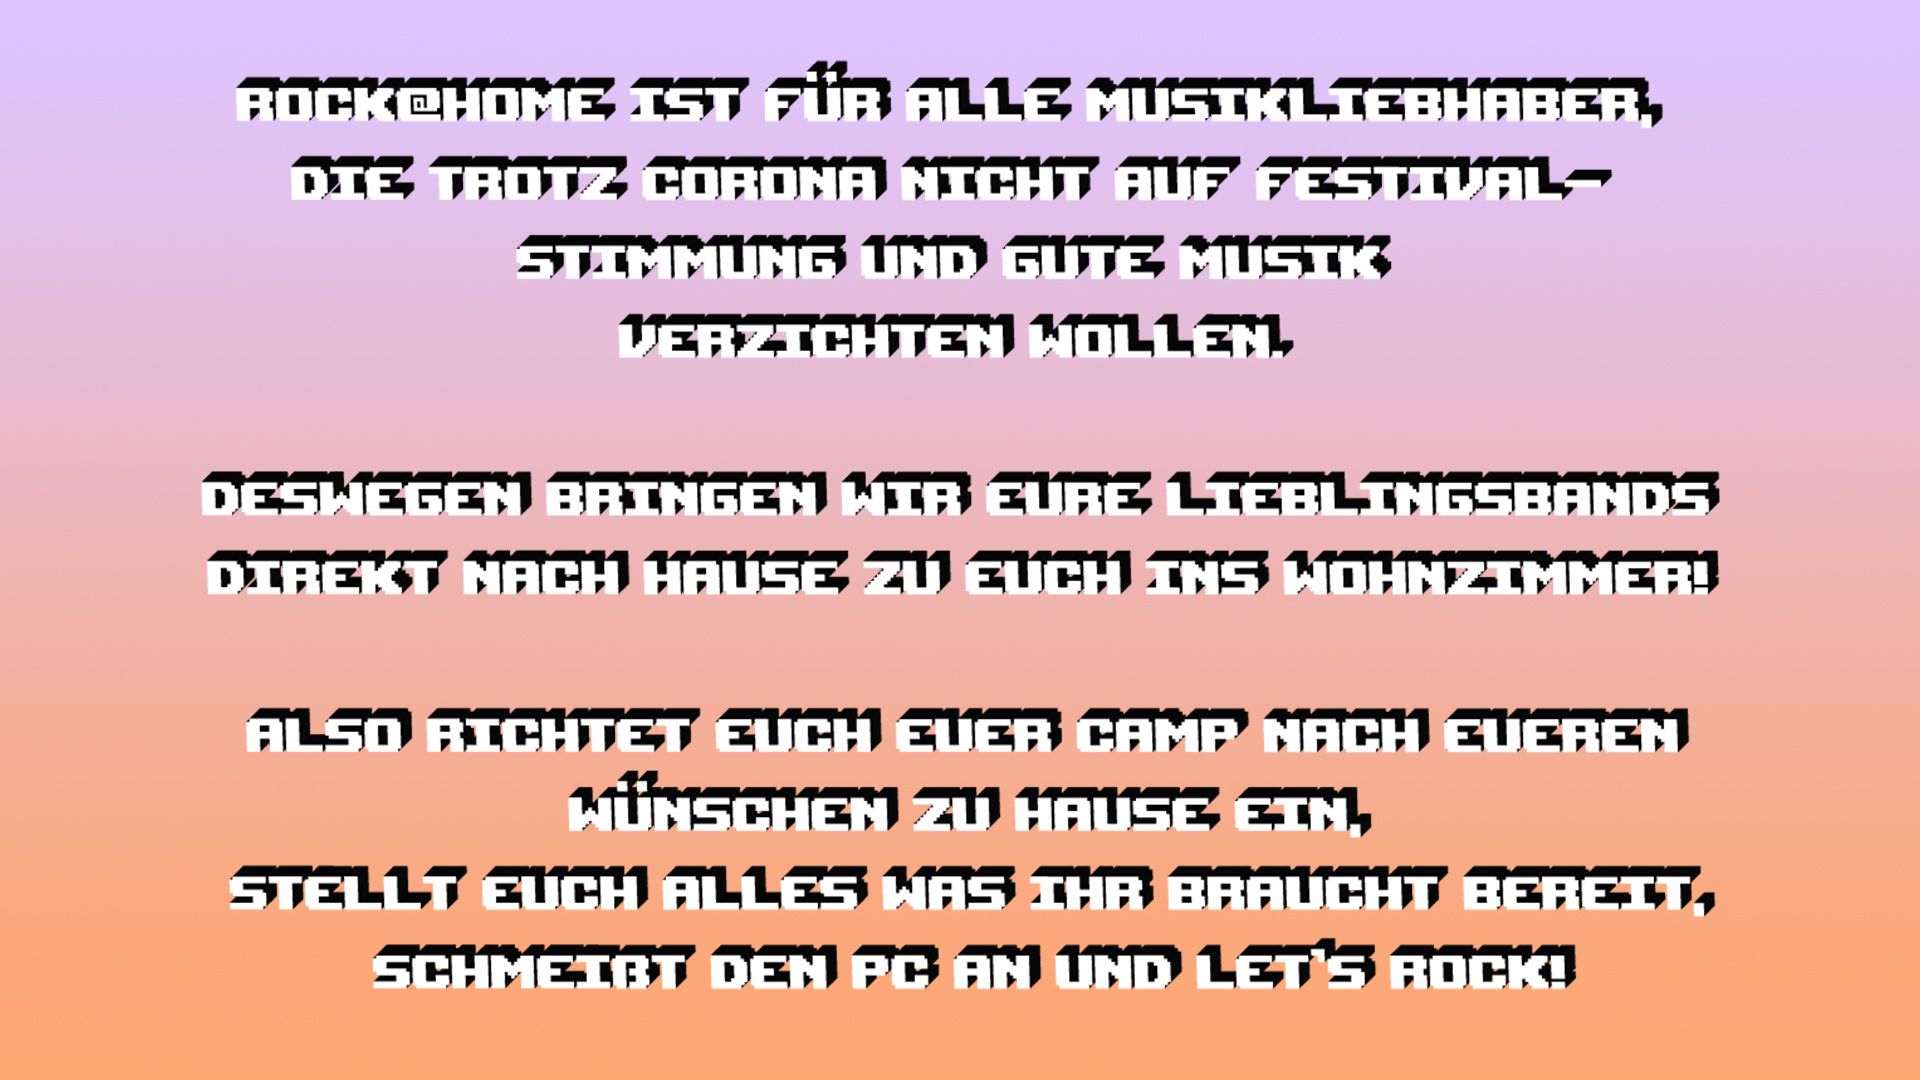 ROCK@HOME IST FÜR ALLE MUSIKLIEBHABER,
DIE TROTZ CORONA NICHT AUF FESTIVAL-
STIMMUNG UND GUTE MUSIK
VERZICHTEN WOLLEN.
DESWEGEN BRINGEN WIR EURE LIEBLINGSBANDS
DIREKT NACH HAUSE ZU EUCH INS WOHNZIMMER!
ALSO RICHTET EUCH EUER CAMP NACH EUEREN
WÜNSCHEN ZU HAUSE EIN,
STELLT EUCH ALLES WAS IHR BRAUCHT BEREIT,
SCHMEIßT DEN PC AN UND LET'S ROCK!